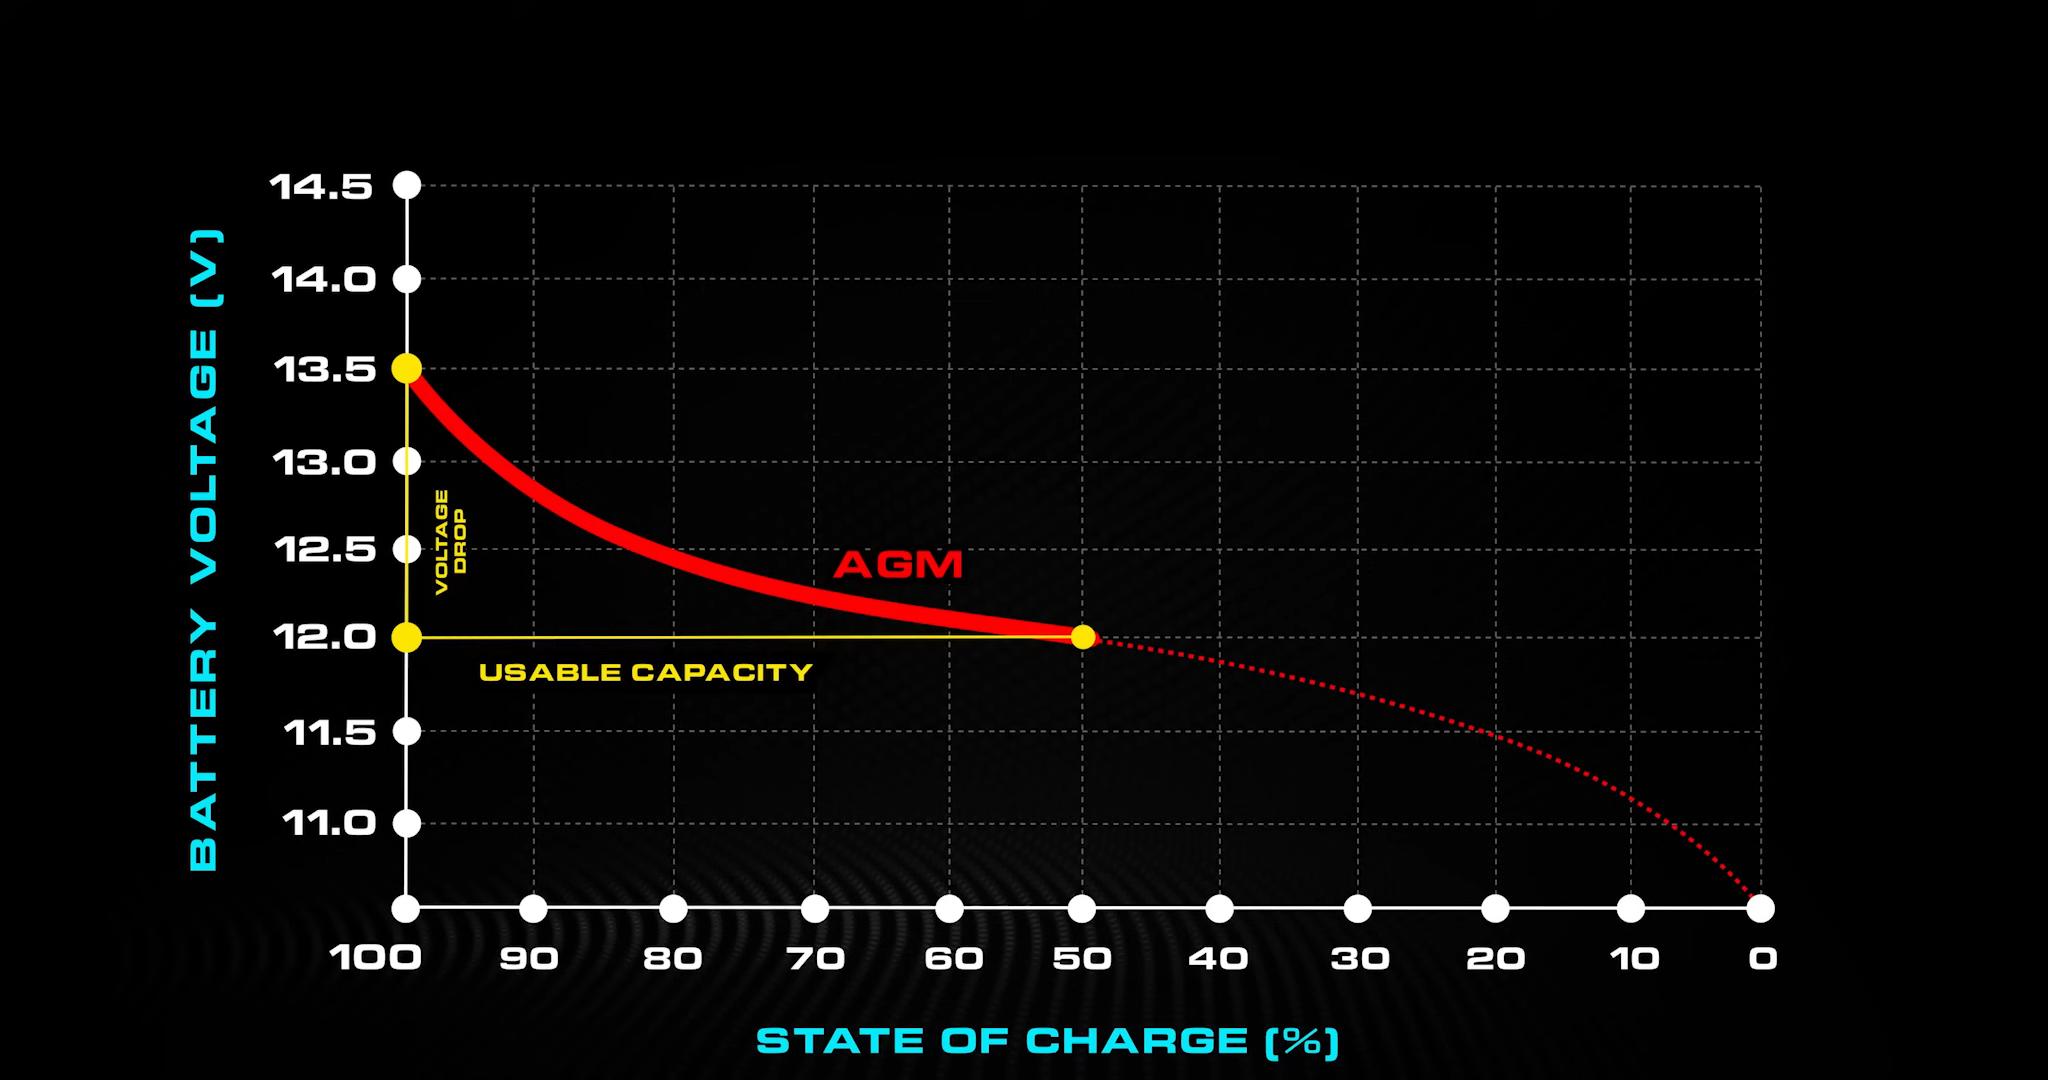 BATTERY VOLTAGE (V)
14.5
14.0
13.5
13.0
12.5
12.0
11.5
11.0
VOLTAGE
DROP
AGM
USABLE CAPACITY
100 90 80 70 60 50 40 30 20 10 0
STATE OF CHARGE (%)